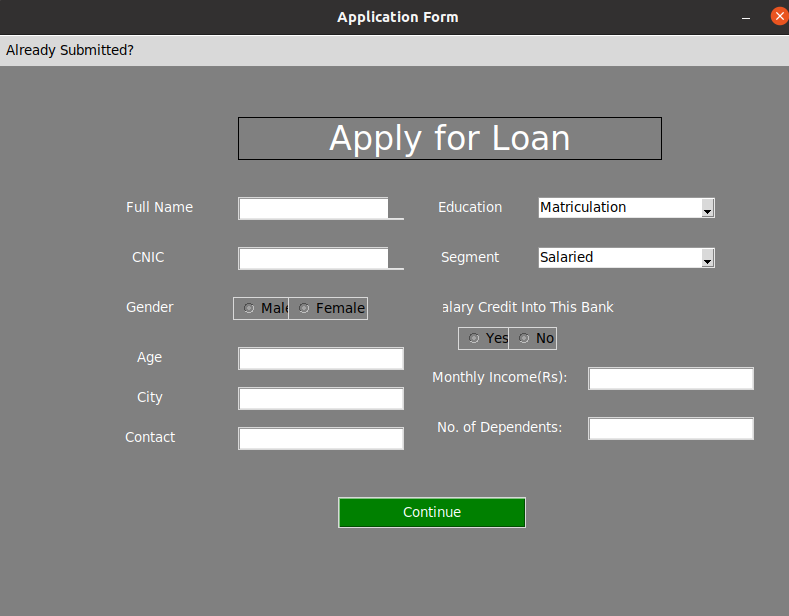 Application Form
Already Submitted?
Apply for Loan
Full Name
Education
Matriculation
CNIC
Segment
Salaried
Gender
Male
Female
alary Credit Into This Bank
Yes
No
Age
Monthly Income(Rs):
City
No. of Dependents:
Contact
Continue